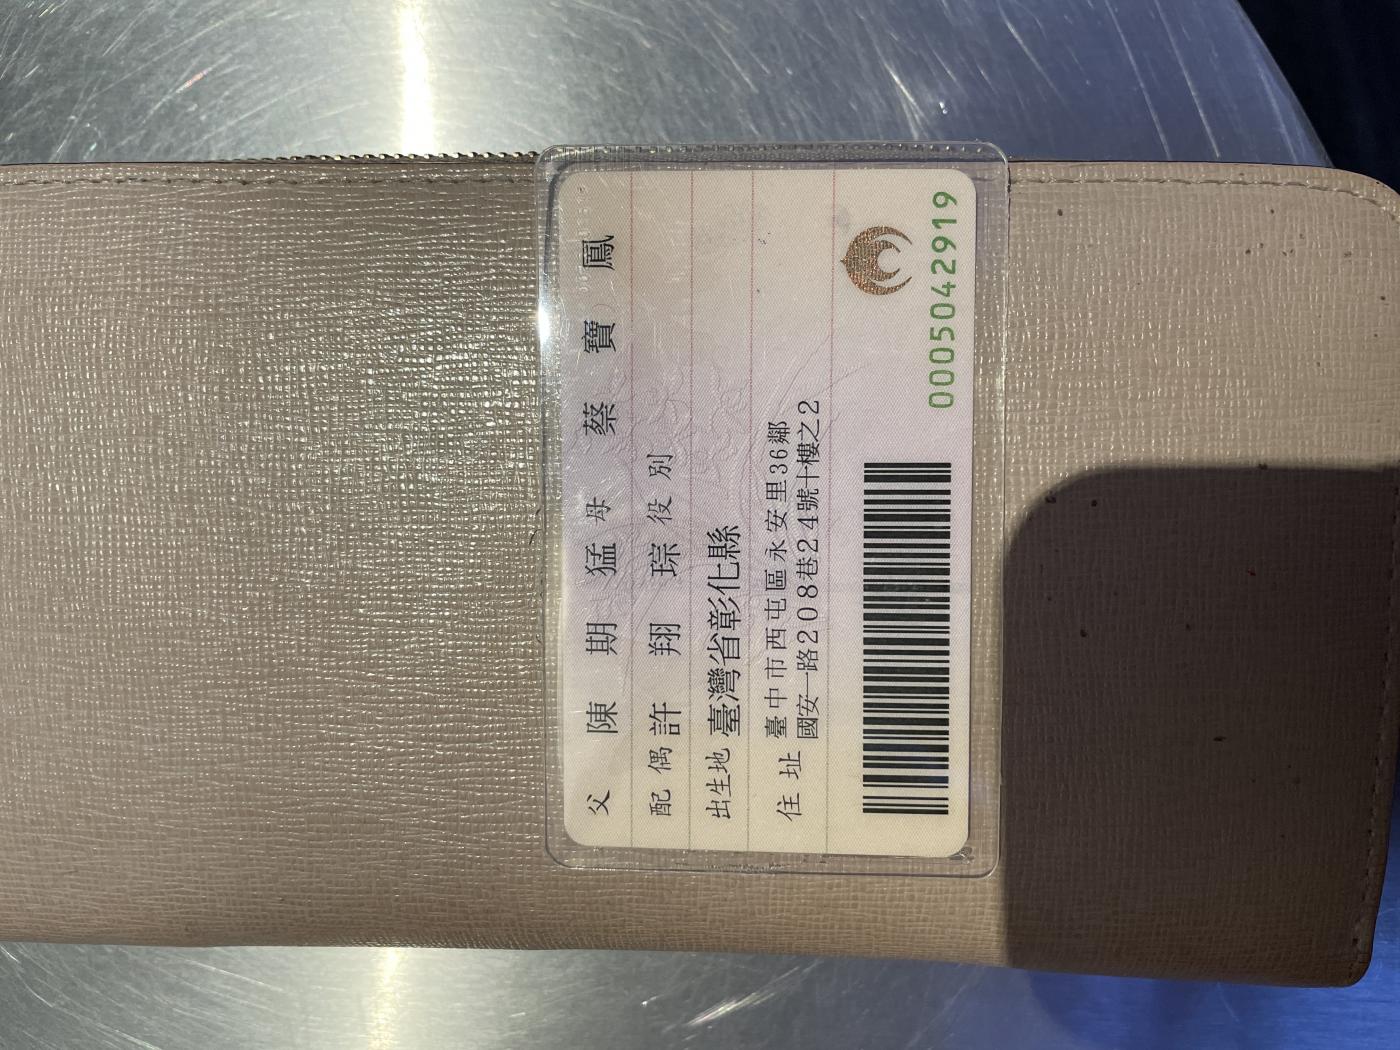 父 陳 期 猛 母 蔡 寶 鳳
配 偶 許 翔 琮 役 別
出生地 臺灣省彰化縣
住 址 臺中市西屯區永安里36鄰
國安一路208巷24號十樓之2
0005042919